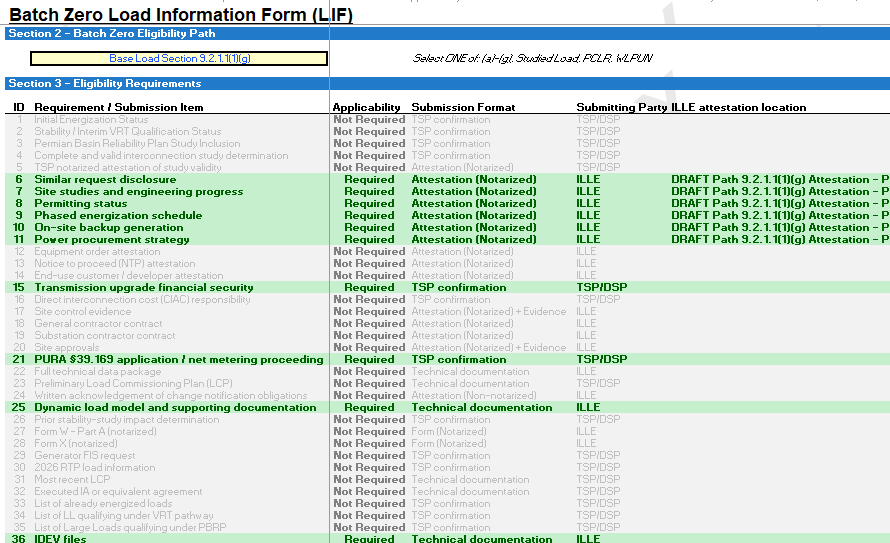 Batch Zero Load Information Form (LIF)
Section 2 - Batch Zero Eligibility Path
Base Load Section 9.2.1.1(1)(g) Select ONE of: (a)-(g), Studied Load, PCLR, WLPUN
Section 3 - Eligibility Requirements
ID Requirement / Submission Item Applicability Submission Format Submitting Party ILLE attestation location
1 Initial Energization Status Not Required TSP confirmation TSP/DSP
2 Stability / Interim VRT Qualification Status Not Required TSP confirmation TSP/DSP
3 Permian Basin Reliability Plan Study Inclusion Not Required TSP confirmation TSP/DSP
4 Complete and valid interconnection study determination Not Required TSP confirmation TSP/DSP
5 TSP notarized attestation of study validity Not Required Attestation (Notarized) TSP/DSP
6 Similar request disclosure Required Attestation (Notarized) ILLE DRAFT Path 9.2.1.1(1)(g) Attestation - P
7 Site studies and engineering progress Required Attestation (Notarized) ILLE DRAFT Path 9.2.1.1(1)(g) Attestation - P
8 Permitting status Required Attestation (Notarized) ILLE DRAFT Path 9.2.1.1(1)(g) Attestation - P
9 Phased energization schedule Required Attestation (Notarized) ILLE DRAFT Path 9.2.1.1(1)(g) Attestation - P
10 On-site backup generation Required Attestation (Notarized) ILLE DRAFT Path 9.2.1.1(1)(g) Attestation - P
11 Power procurement strategy Required Attestation (Notarized) ILLE DRAFT Path 9.2.1.1(1)(g) Attestation - P
12 Equipment order attestation Not Required Attestation (Notarized) ILLE
13 Notice to proceed (NTP) attestation Not Required Attestation (Notarized) ILLE
14 End-use customer / developer attestation Not Required Attestation (Notarized) ILLE
15 Transmission upgrade financial security Required TSP confirmation TSP/DSP
16 Direct interconnection cost (CIAC) responsibility Not Required TSP confirmation TSP/DSP
17 Site control evidence Not Required Attestation (Notarized) + Evidence ILLE
18 General contractor contract Not Required Attestation (Notarized) ILLE
19 Substation contractor contract Not Required Attestation (Notarized) ILLE
20 Site approvals Not Required Attestation (Notarized) + Evidence ILLE
21 PURA §39.169 application / net metering proceeding Required TSP confirmation TSP/DSP
22 Full technical data package Not Required Technical documentation ILLE
23 Preliminary Load Commissioning Plan (LCP) Not Required Technical documentation TSP/DSP
24 Written acknowledgement of change notification obligations Not Required Attestation (Non-notarized) ILLE
25 Dynamic load model and supporting documentation Required Technical documentation ILLE
26 Prior stability-study impact determination Not Required TSP confirmation TSP/DSP
27 Form W - Part A (notarized) Not Required Form (Notarized) ILLE
28 Form X (notarized) Not Required Form (Notarized) ILLE
29 Generator FIS request Not Required TSP confirmation TSP/DSP
30 2026 RTP load information Not Required TSP confirmation TSP/DSP
31 Most recent LCP Not Required Technical documentation TSP/DSP
32 Executed IA or equivalent agreement Not Required Technical documentation TSP/DSP
33 List of already energized loads Not Required TSP confirmation TSP/DSP
34 List of LL qualifying under VRT pathway Not Required TSP confirmation TSP/DSP
35 List of Large Loads qualifying under PBRP Not Required TSP confirmation TSP/DSP
36 IDEV files Required Technical documentation ILLE